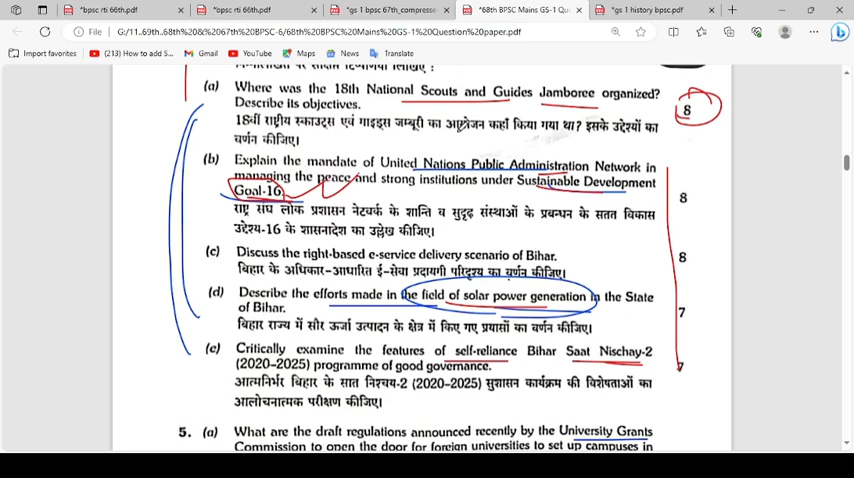 *bpsc rti 66th.pdf
*bpsc rti 66th.pdf
*gs 1 bpsc 67th_compresse
*68th BPSC Mains GS-1 Que
*gs 1 history bpsc.pdf
File
G:/11.69th.68th%20&%2067th%20BPSC-6/68th%20BPSC%20Mains%20GS-1%20Question%20paper.pdf
Import favorites
(213) How to add S...
Gmail
YouTube
Maps
News
Translate
(a) Where was the 18th National Scouts and Guides Jamboree organized?
Describe its objectives.
8
18वीं राष्ट्रीय स्काउट्स एवं गाइड्स जम्बूरी का आयोजन कहाँ किया गया था? इसके उद्देश्यों का
वर्णन कीजिए।
(b) Explain the mandate of United Nations Public Administration Network in
managing the peace and strong institutions under Sustainable Development
Goal-16.
8
राष्ट्र संघ लोक प्रशासन नेटवर्क के शान्ति व सुदृढ़ संस्थाओं के प्रबन्धन के सतत विकास
उद्देश्य-16 के शासनादेश का उल्लेख कीजिए।
(c) Discuss the right-based e-service delivery scenario of Bihar.
8
बिहार के अधिकार-आधारित ई-सेवा प्रदायगी परिदृश्य का वर्णन कीजिए।
(d) Describe the efforts made in the field of solar power generation in the State
of Bihar.
7
बिहार राज्य में सौर ऊर्जा उत्पादन के क्षेत्र में किए गए प्रयासों का वर्णन कीजिए।
(e) Critically examine the features of self-reliance Bihar Saat Nischay-2
(2020-2025) programme of good governance.
7
आत्मनिर्भर बिहार के सात निश्चय-2 (2020-2025) सुशासन कार्यक्रम की विशेषताओं का
आलोचनात्मक परीक्षण कीजिए।
5. (a) What are the draft regulations announced recently by the University Grants
Commission to open the door for foreign universities to set up campuses in